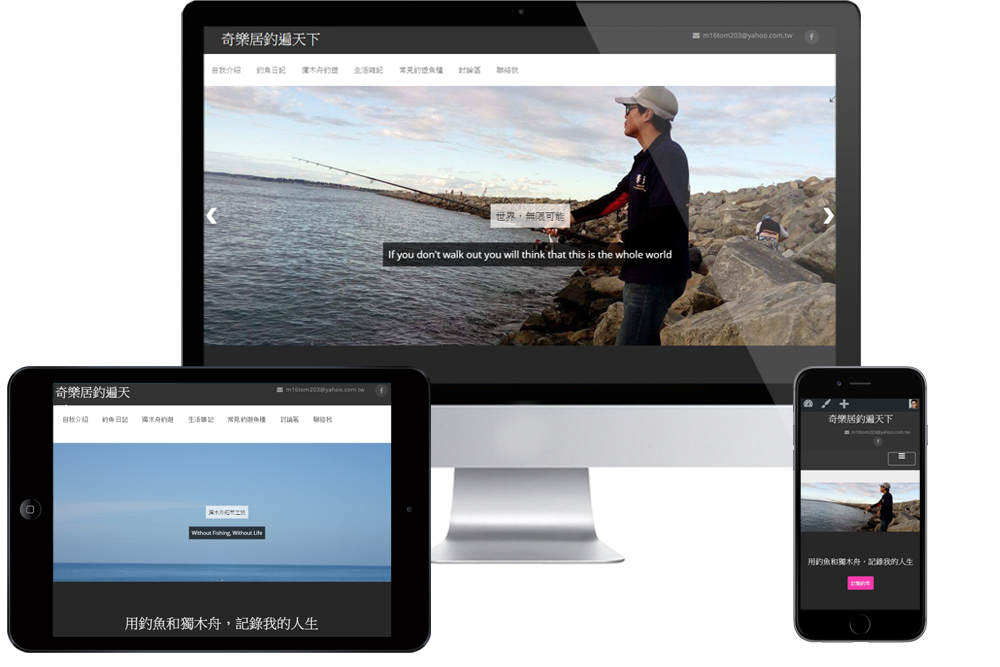 奇樂居釣遍天下
m16tom203@yahoo.com.tw
自我介紹 釣魚日記 獨木舟釣遊 生活雜記 常見釣遊魚種 討論區 聯絡我
世界，無限可能
If you don't walk out you will think that this is the whole world
奇樂居釣遍天
m16tom203@yahoo.com.tw
自我介紹 釣魚日記 獨木舟釣遊 生活雜記 常見釣遊魚種 討論區 聯絡我
Without Fishing, Without Life
用釣魚和獨木舟，記錄我的人生
奇樂居釣遍天下
m16tom203@yahoo.com.tw
用釣魚和獨木舟，記錄我的人生